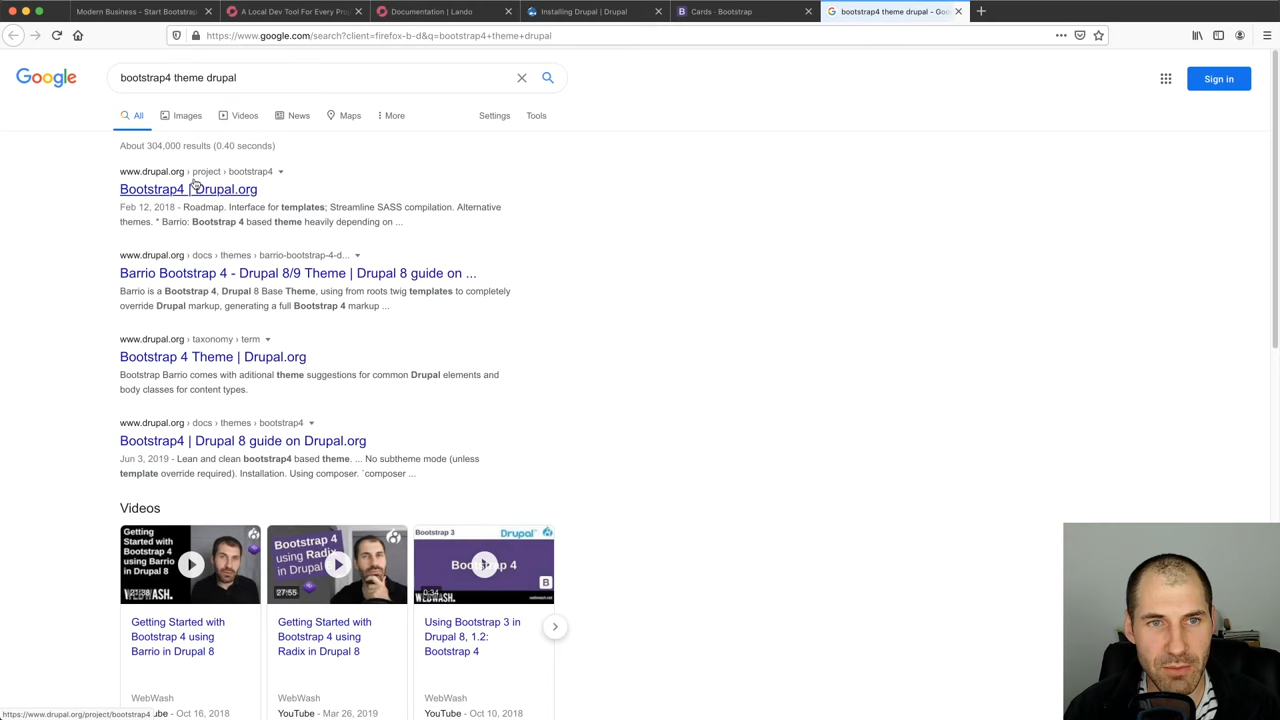 Modern Business - Start Bootstrap
A Local Dev Tool For Every Proj
Documentation | Lando
Installing Drupal | Drupal
Cards · Bootstrap
bootstrap4 theme drupal - Goo
https://www.google.com/search?client=firefox-b-d&q=bootstrap4+theme+drupal
Google
bootstrap4 theme drupal
Sign in
All
Images
Videos
News
Maps
More
Settings
Tools
About 304,000 results (0.40 seconds)
www.drupal.org › project › bootstrap4
Bootstrap4 | Drupal.org
Feb 12, 2018 - Roadmap. Interface for templates; Streamline SASS compilation. Alternative
themes. * Barrio: Bootstrap 4 based theme heavily depending on ...
www.drupal.org › docs › themes › barrio-bootstrap-4-d...
Barrio Bootstrap 4 - Drupal 8/9 Theme | Drupal 8 guide on ...
Barrio is a Bootstrap 4, Drupal 8 Base Theme, using from roots twig templates to completely
override Drupal markup, generating a full Bootstrap 4 markup ...
www.drupal.org › taxonomy › term
Bootstrap 4 Theme | Drupal.org
Bootstrap Barrio comes with aditional theme suggestions for common Drupal elements and
body classes for content types.
www.drupal.org › docs › themes › bootstrap4
Bootstrap4 | Drupal 8 guide on Drupal.org
Jun 3, 2019 - Lean and clean bootstrap4 based theme. ... No subtheme mode (unless
template override required). Installation. Using composer. `composer ...
Videos
Getting
Started with
Bootstrap 4
using
Barrio in
Drupal 8
21:38
WEBWASH.
Bootstrap 4
using Radix
in Drupal
27:55
Bootstrap 3
Drupal
Bootstrap 4
B
0:34
WEBWASH.
Getting Started with
Bootstrap 4 using
Barrio in Drupal 8
Getting Started with
Bootstrap 4 using
Radix in Drupal 8
Using Bootstrap 3 in
Drupal 8, 1.2:
Bootstrap 4
WebWash
WebWash
WebWash
https://www.drupal.org/project/bootstrap4
ube - Oct 16, 2018
YouTube - Mar 26, 2019
YouTube - Oct 10, 2018